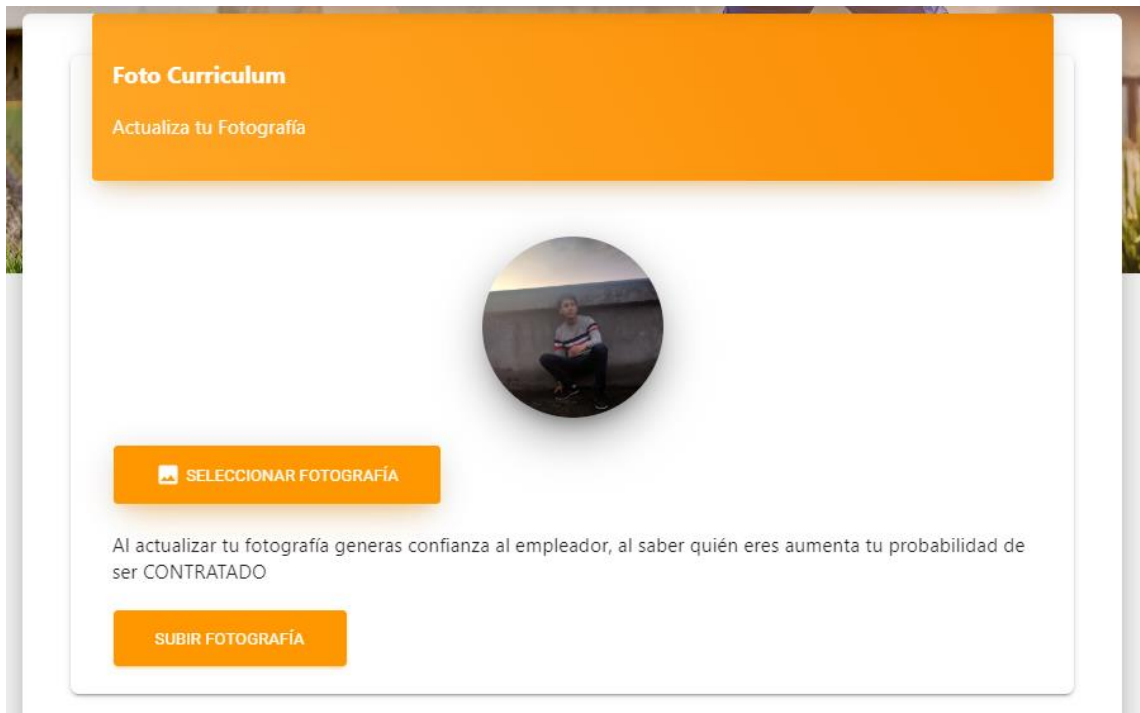 Foto Curriculum
Actualiza tu Fotografía
SELECCIONAR FOTOGRAFÍA
Al actualizar tu fotografía generas confianza al empleador, al saber quién eres aumenta tu probabilidad de
ser CONTRATADO
SUBIR FOTOGRAFÍA